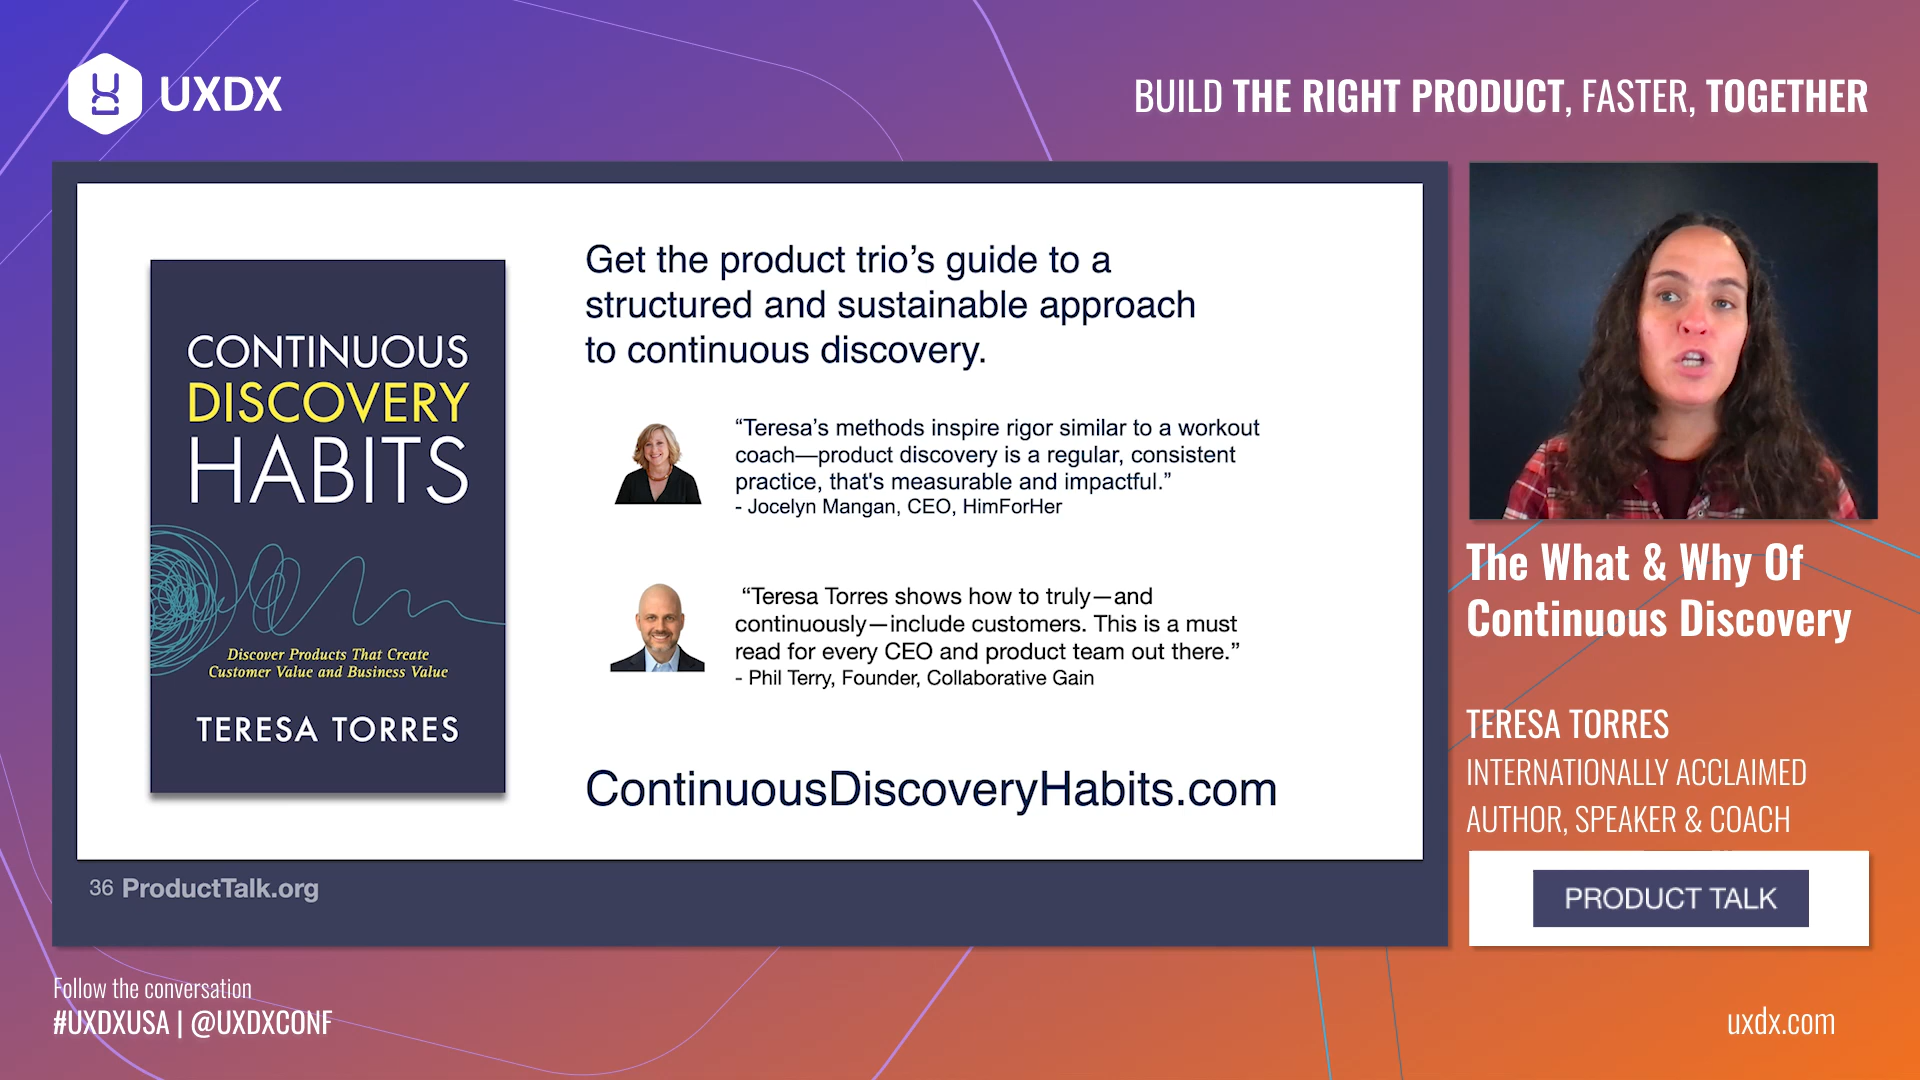 UXDX
BUILD THE RIGHT PRODUCT, FASTER, TOGETHER
CONTINUOUS
DISCOVERY
HABITS
Discover Products That Create
Customer Value and Business Value
TERESA TORRES
Get the product trio’s guide to a
structured and sustainable approach
to continuous discovery.
“Teresa’s methods inspire rigor similar to a workout
coach—product discovery is a regular, consistent
practice, that's measurable and impactful.”
- Jocelyn Mangan, CEO, HimForHer
“Teresa Torres shows how to truly—and
continuously—include customers. This is a must
read for every CEO and product team out there.”
- Phil Terry, Founder, Collaborative Gain
ContinuousDiscoveryHabits.com
36 ProductTalk.org
The What & Why Of
Continuous Discovery
TERESA TORRES
INTERNATIONALLY ACCLAIMED
AUTHOR, SPEAKER & COACH
PRODUCT TALK
Follow the conversation
#UXDXUSA | @UXDXCONF
uxdx.com